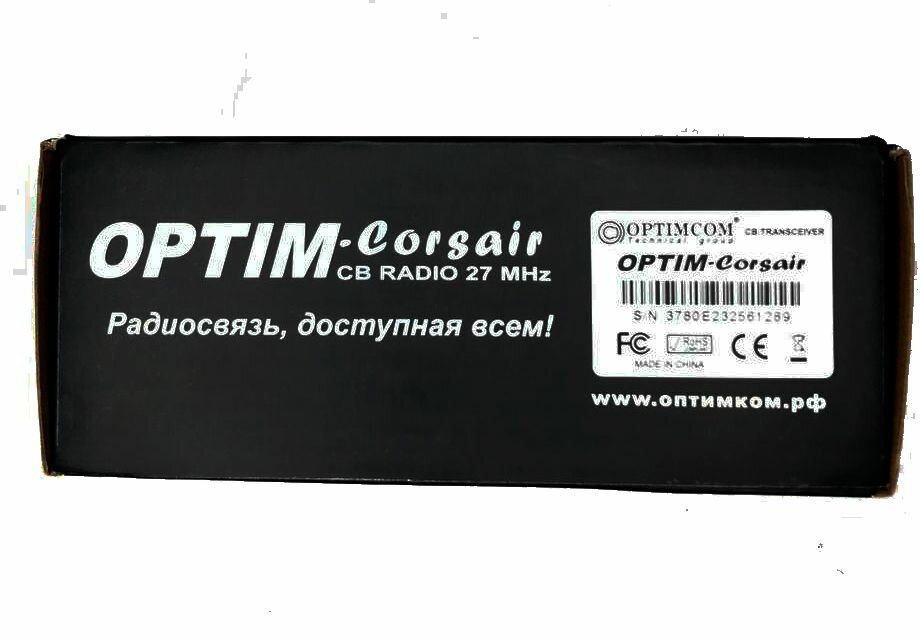 OPTIM-Corsair
CB RADIO 27 MHz
Радиосвязь, доступная всем!
OPTIMCOM®
Technical group
CB TRANSCEIVER
OPTIM-Corsair
S/N 3780E232561289
FC
RoHS
CE
MADE IN CHINA
www.оптимком.рф